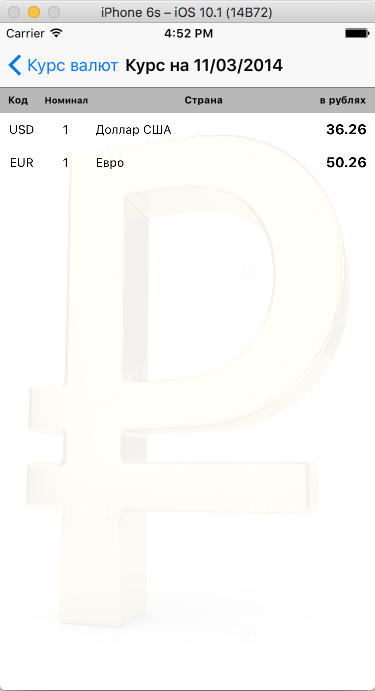 iPhone 6s – iOS 10.1 (14B72)
Carrier 4:52 PM
Курс валют Курс на 11/03/2014
Код Номинал Страна в рублях
USD 1 Доллар США 36.26
EUR 1 Евро 50.26